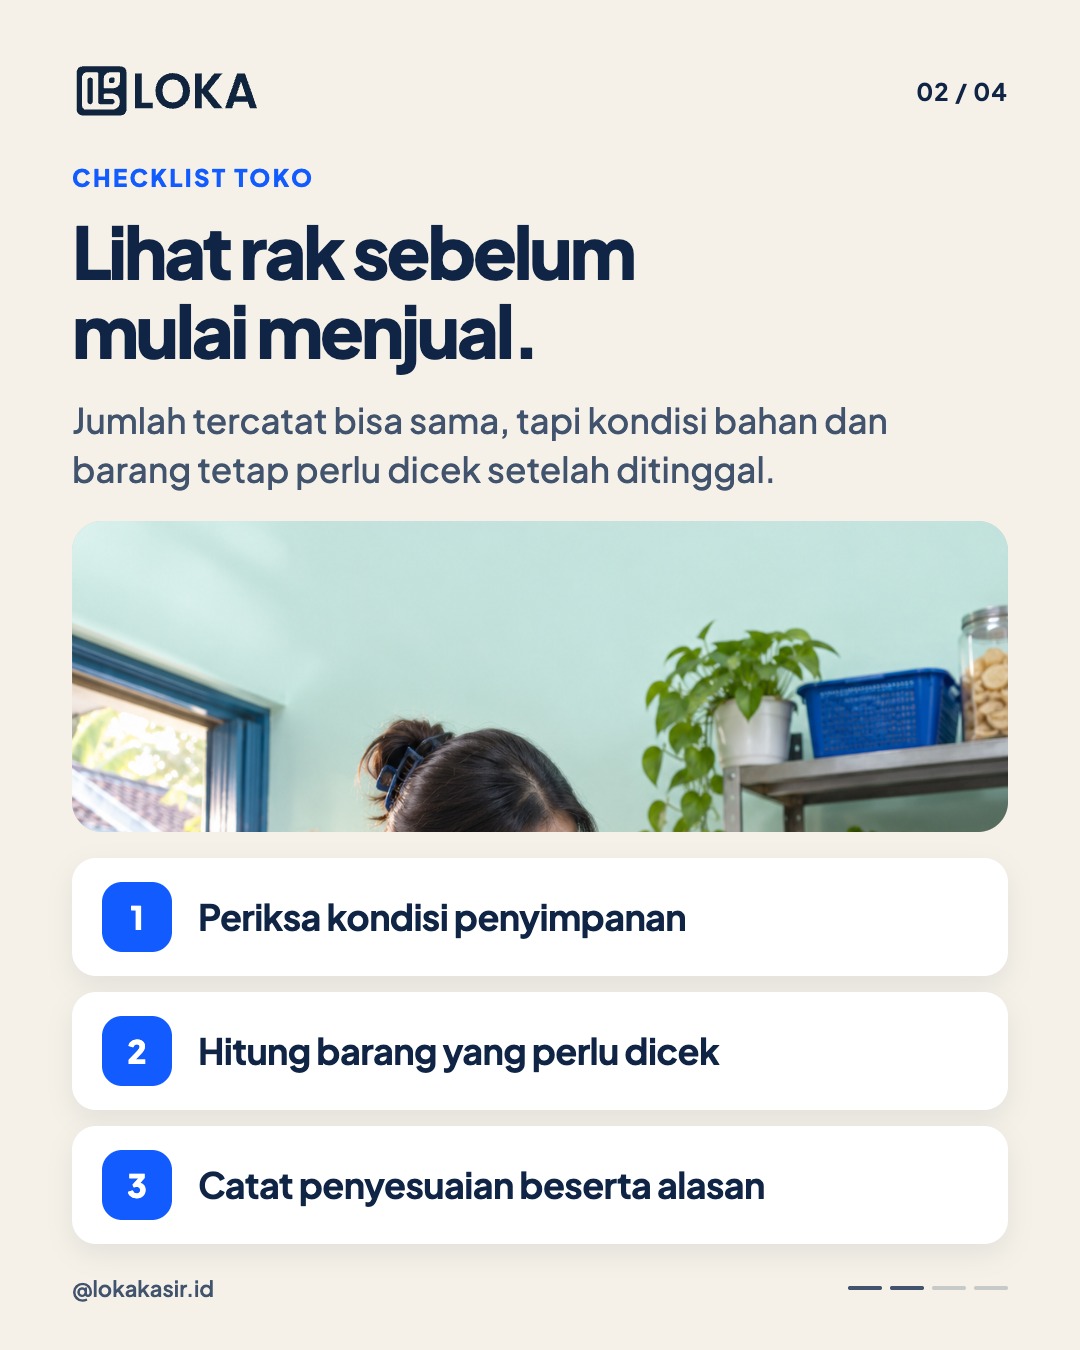 LOKA
02 / 04
CHECKLIST TOKO
Lihat rak sebelum
mulai menjual.
Jumlah tercatat bisa sama, tapi kondisi bahan dan
barang tetap perlu dicek setelah ditinggal.
1 Periksa kondisi penyimpanan
2 Hitung barang yang perlu dicek
3 Catat penyesuaian beserta alasan
@lokakasir.id